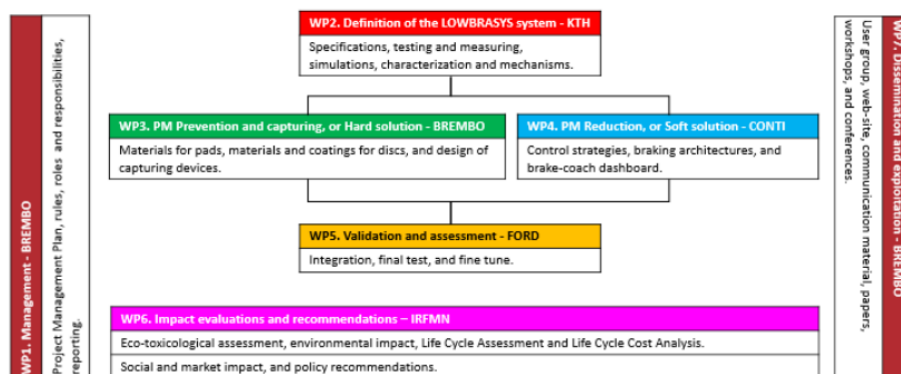 WP1. Management - BREMBO
Project Management Plan, rules, roles and responsibilities,
reporting.
WP2. Definition of the LOWBRASYS system - KTH
Specifications, testing and measuring,
simulations, characterization and mechanisms.
WP3. PM Prevention and capturing, or Hard solution - BREMBO
Materials for pads, materials and coatings for discs, and design of
capturing devices.
WP4. PM Reduction, or Soft solution - CONTI
Control strategies, braking architectures, and
brake-coach dashboard.
WP5. Validation and assessment - FORD
Integration, final test, and fine tune.
WP6. Impact evaluations and recommendations – IRFMN
Eco-toxicological assessment, environmental impact, Life Cycle Assessment and Life Cycle Cost Analysis.
Social and market impact, and policy recommendations.
WP7. Dissemination and exploitation - BREMBO
User group, web-site, communication material, papers,
workshops, and conferences.